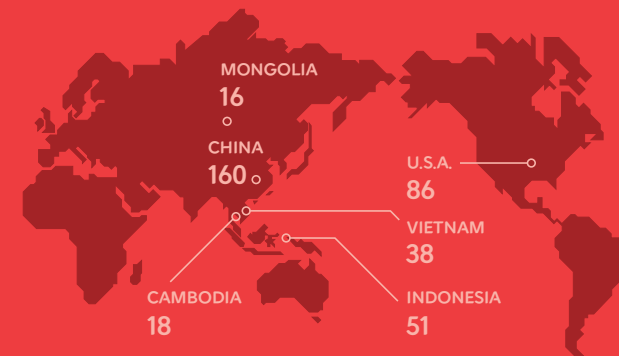 MONGOLIA
16
CHINA
160
U.S.A.
86
VIETNAM
38
CAMBODIA
18
INDONESIA
51